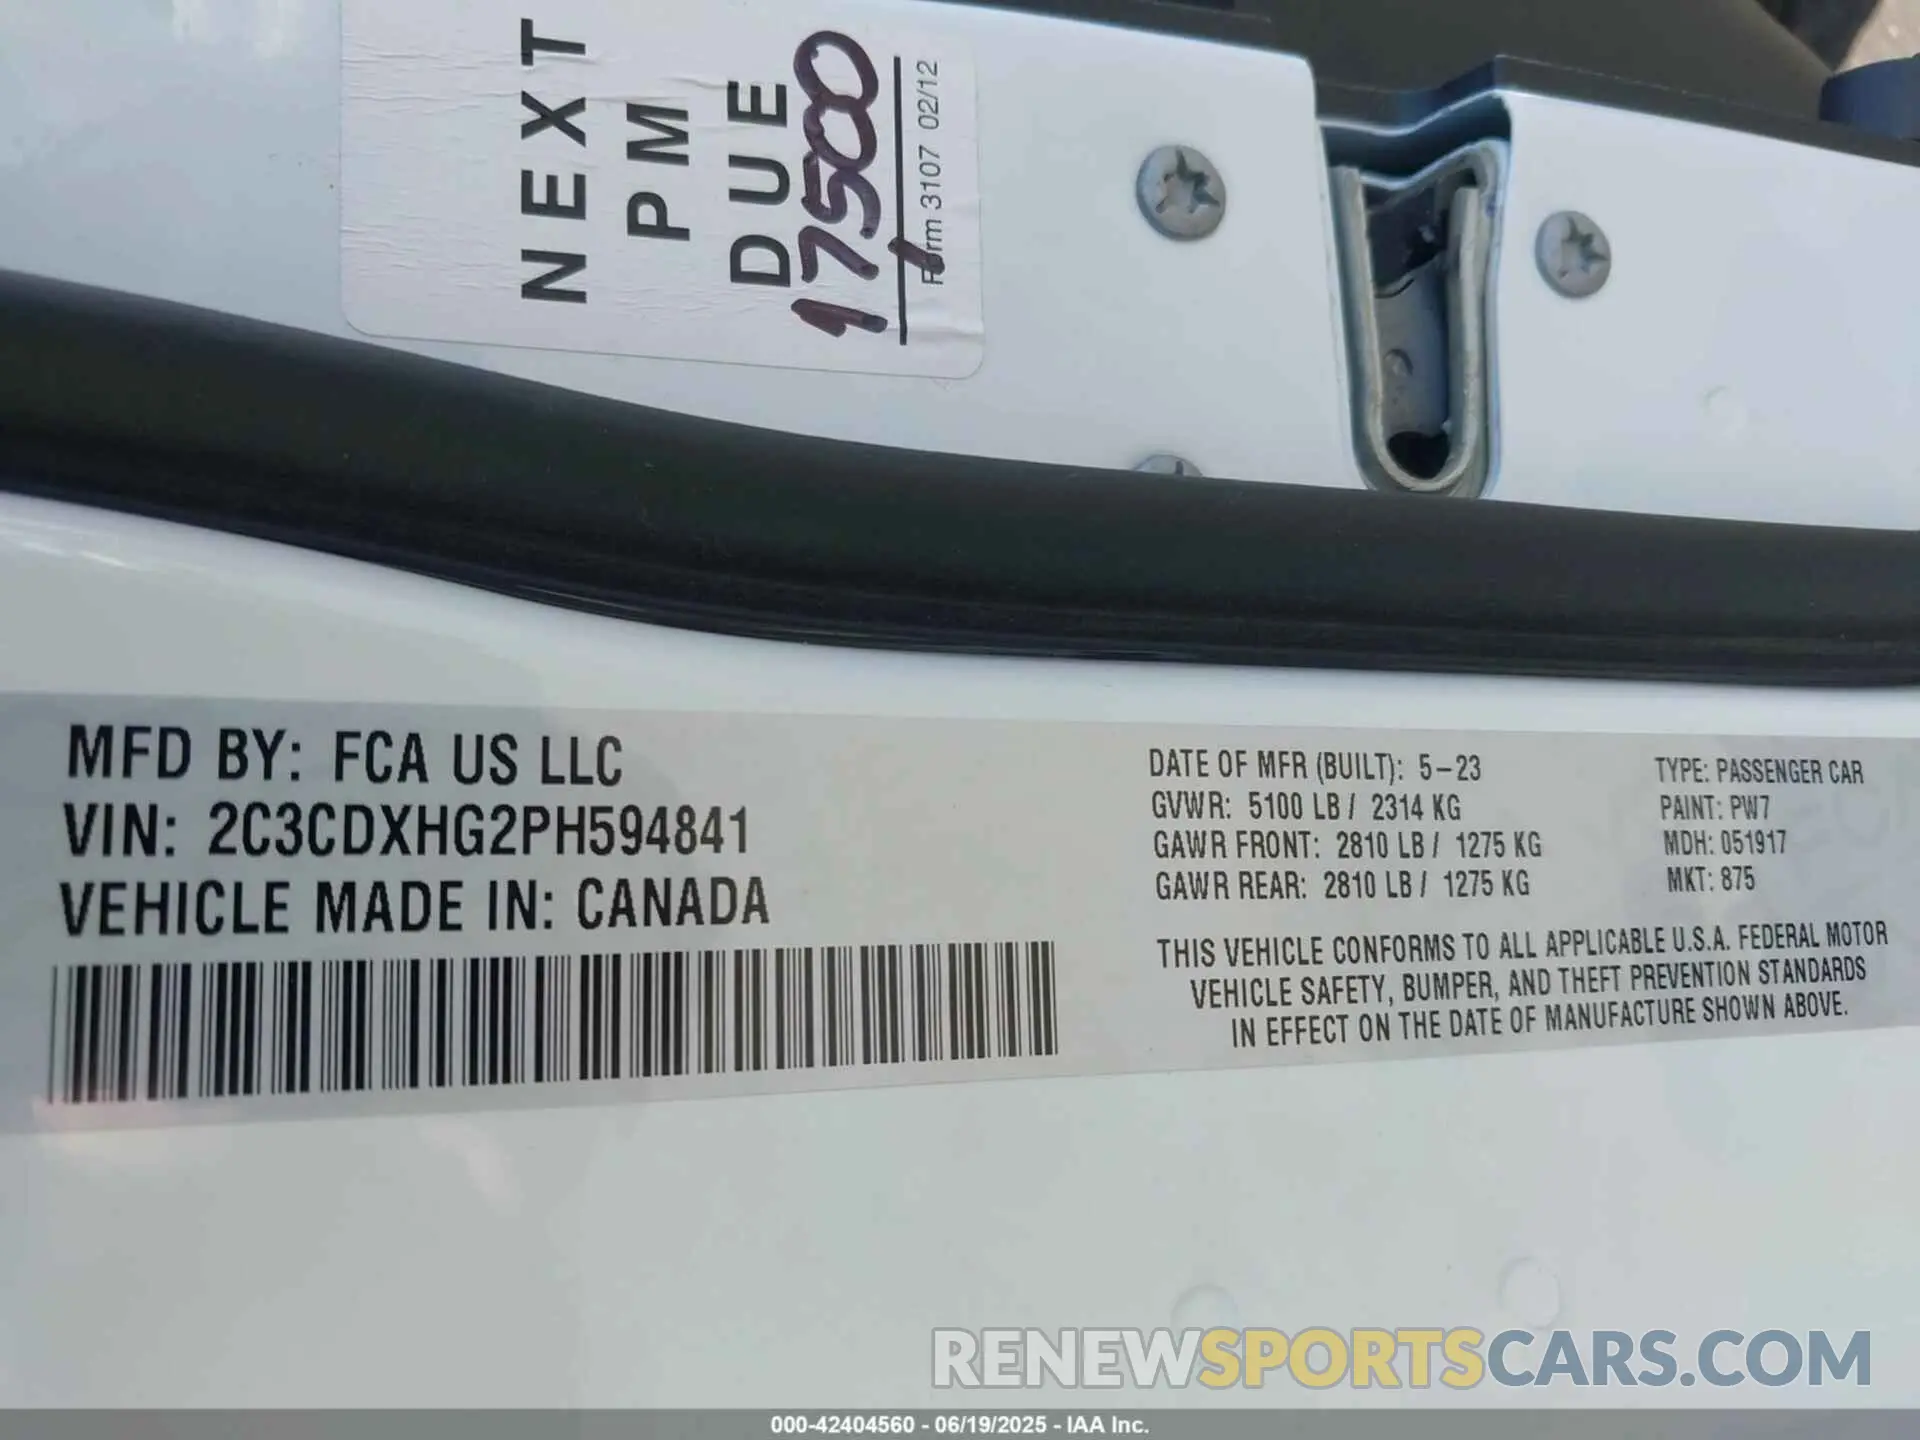 NEXT
PM
DUE
17500
Form 3107 02/12
MFD BY: FCA US LLC
VIN: 2C3CDXHG2PH594841
VEHICLE MADE IN: CANADA
DATE OF MFR (BUILT): 5-23
GVWR: 5100 LB / 2314 KG
GAWR FRONT: 2810 LB / 1275 KG
GAWR REAR: 2810 LB / 1275 KG
TYPE: PASSENGER CAR
PAINT: PW7
MDH: 051917
MKT: 875
THIS VEHICLE CONFORMS TO ALL APPLICABLE U.S.A. FEDERAL MOTOR
VEHICLE SAFETY, BUMPER, AND THEFT PREVENTION STANDARDS
IN EFFECT ON THE DATE OF MANUFACTURE SHOWN ABOVE.
RENEWSPORTSCARS.COM
000-42404560 - 06/19/2025 - IAA Inc.